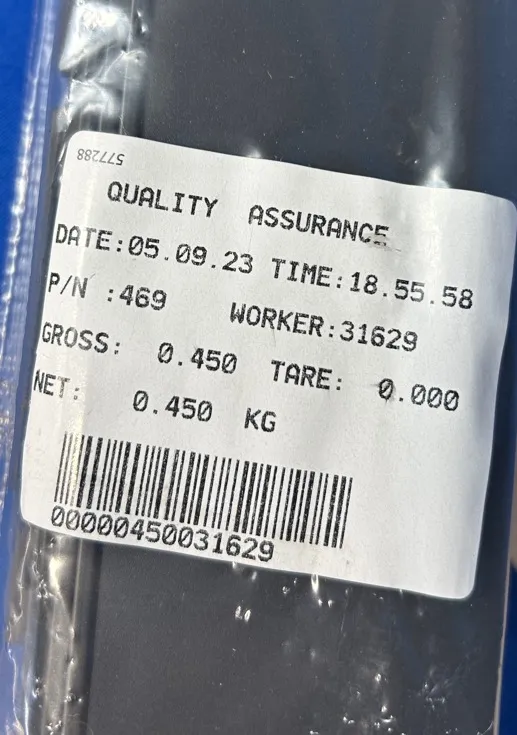 577288
QUALITY ASSURANCE
DATE:05.09.23 TIME:18.55.58
P/N :469 WORKER:31629
GROSS: 0.450 TARE: 0.000
NET: 0.450 KG
00000450031629